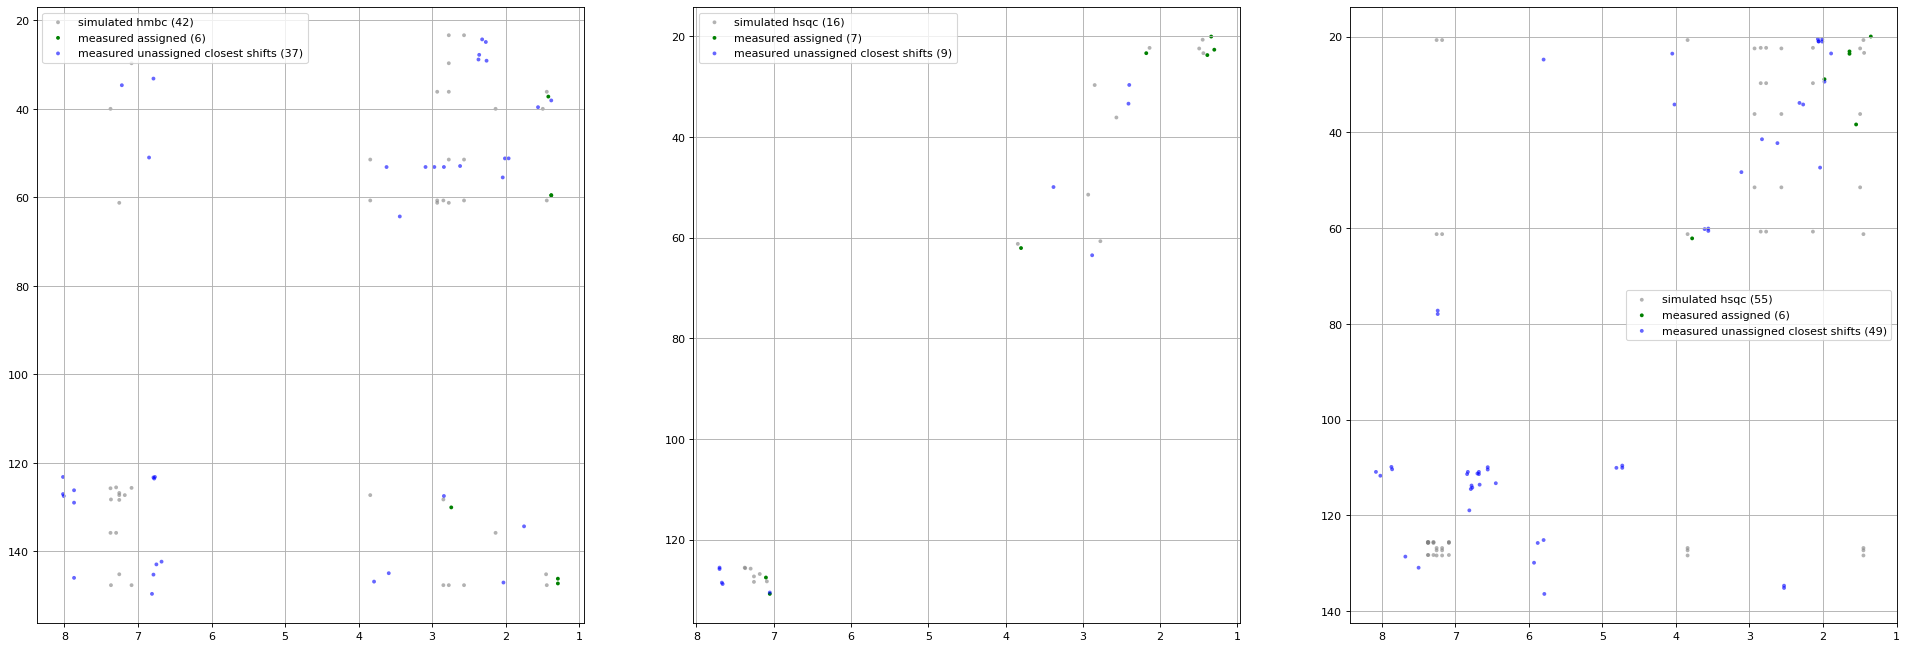 simulated hmbc (42)
measured assigned (6)
measured unassigned closest shifts (37)
20
40
60
80
100
120
140
8 7 6 5 4 3 2 1
simulated hsqc (16)
measured assigned (7)
measured unassigned closest shifts (9)
20
40
60
80
100
120
8 7 6 5 4 3 2 1
20
40
60
simulated hsqc (55)
measured assigned (6)
measured unassigned closest shifts (49)
80
100
120
140
8 7 6 5 4 3 2 1